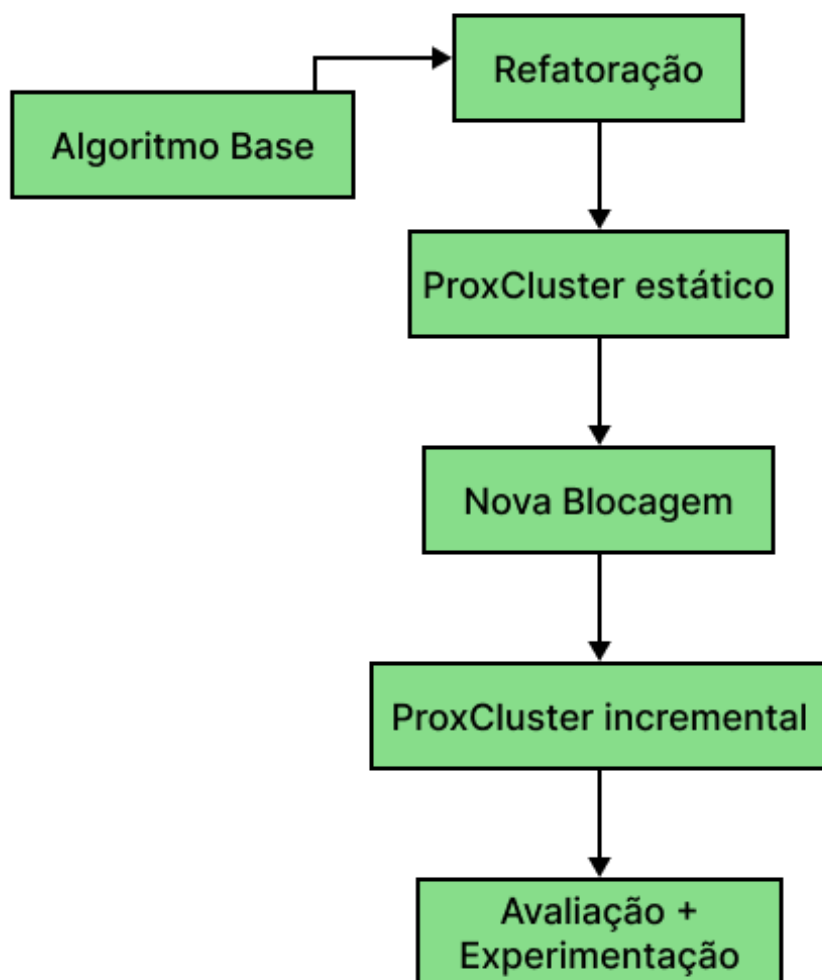 Refatoração
Algoritmo Base
ProxCluster estático
Nova Blocagem
ProxCluster incremental
Avaliação +
Experimentação